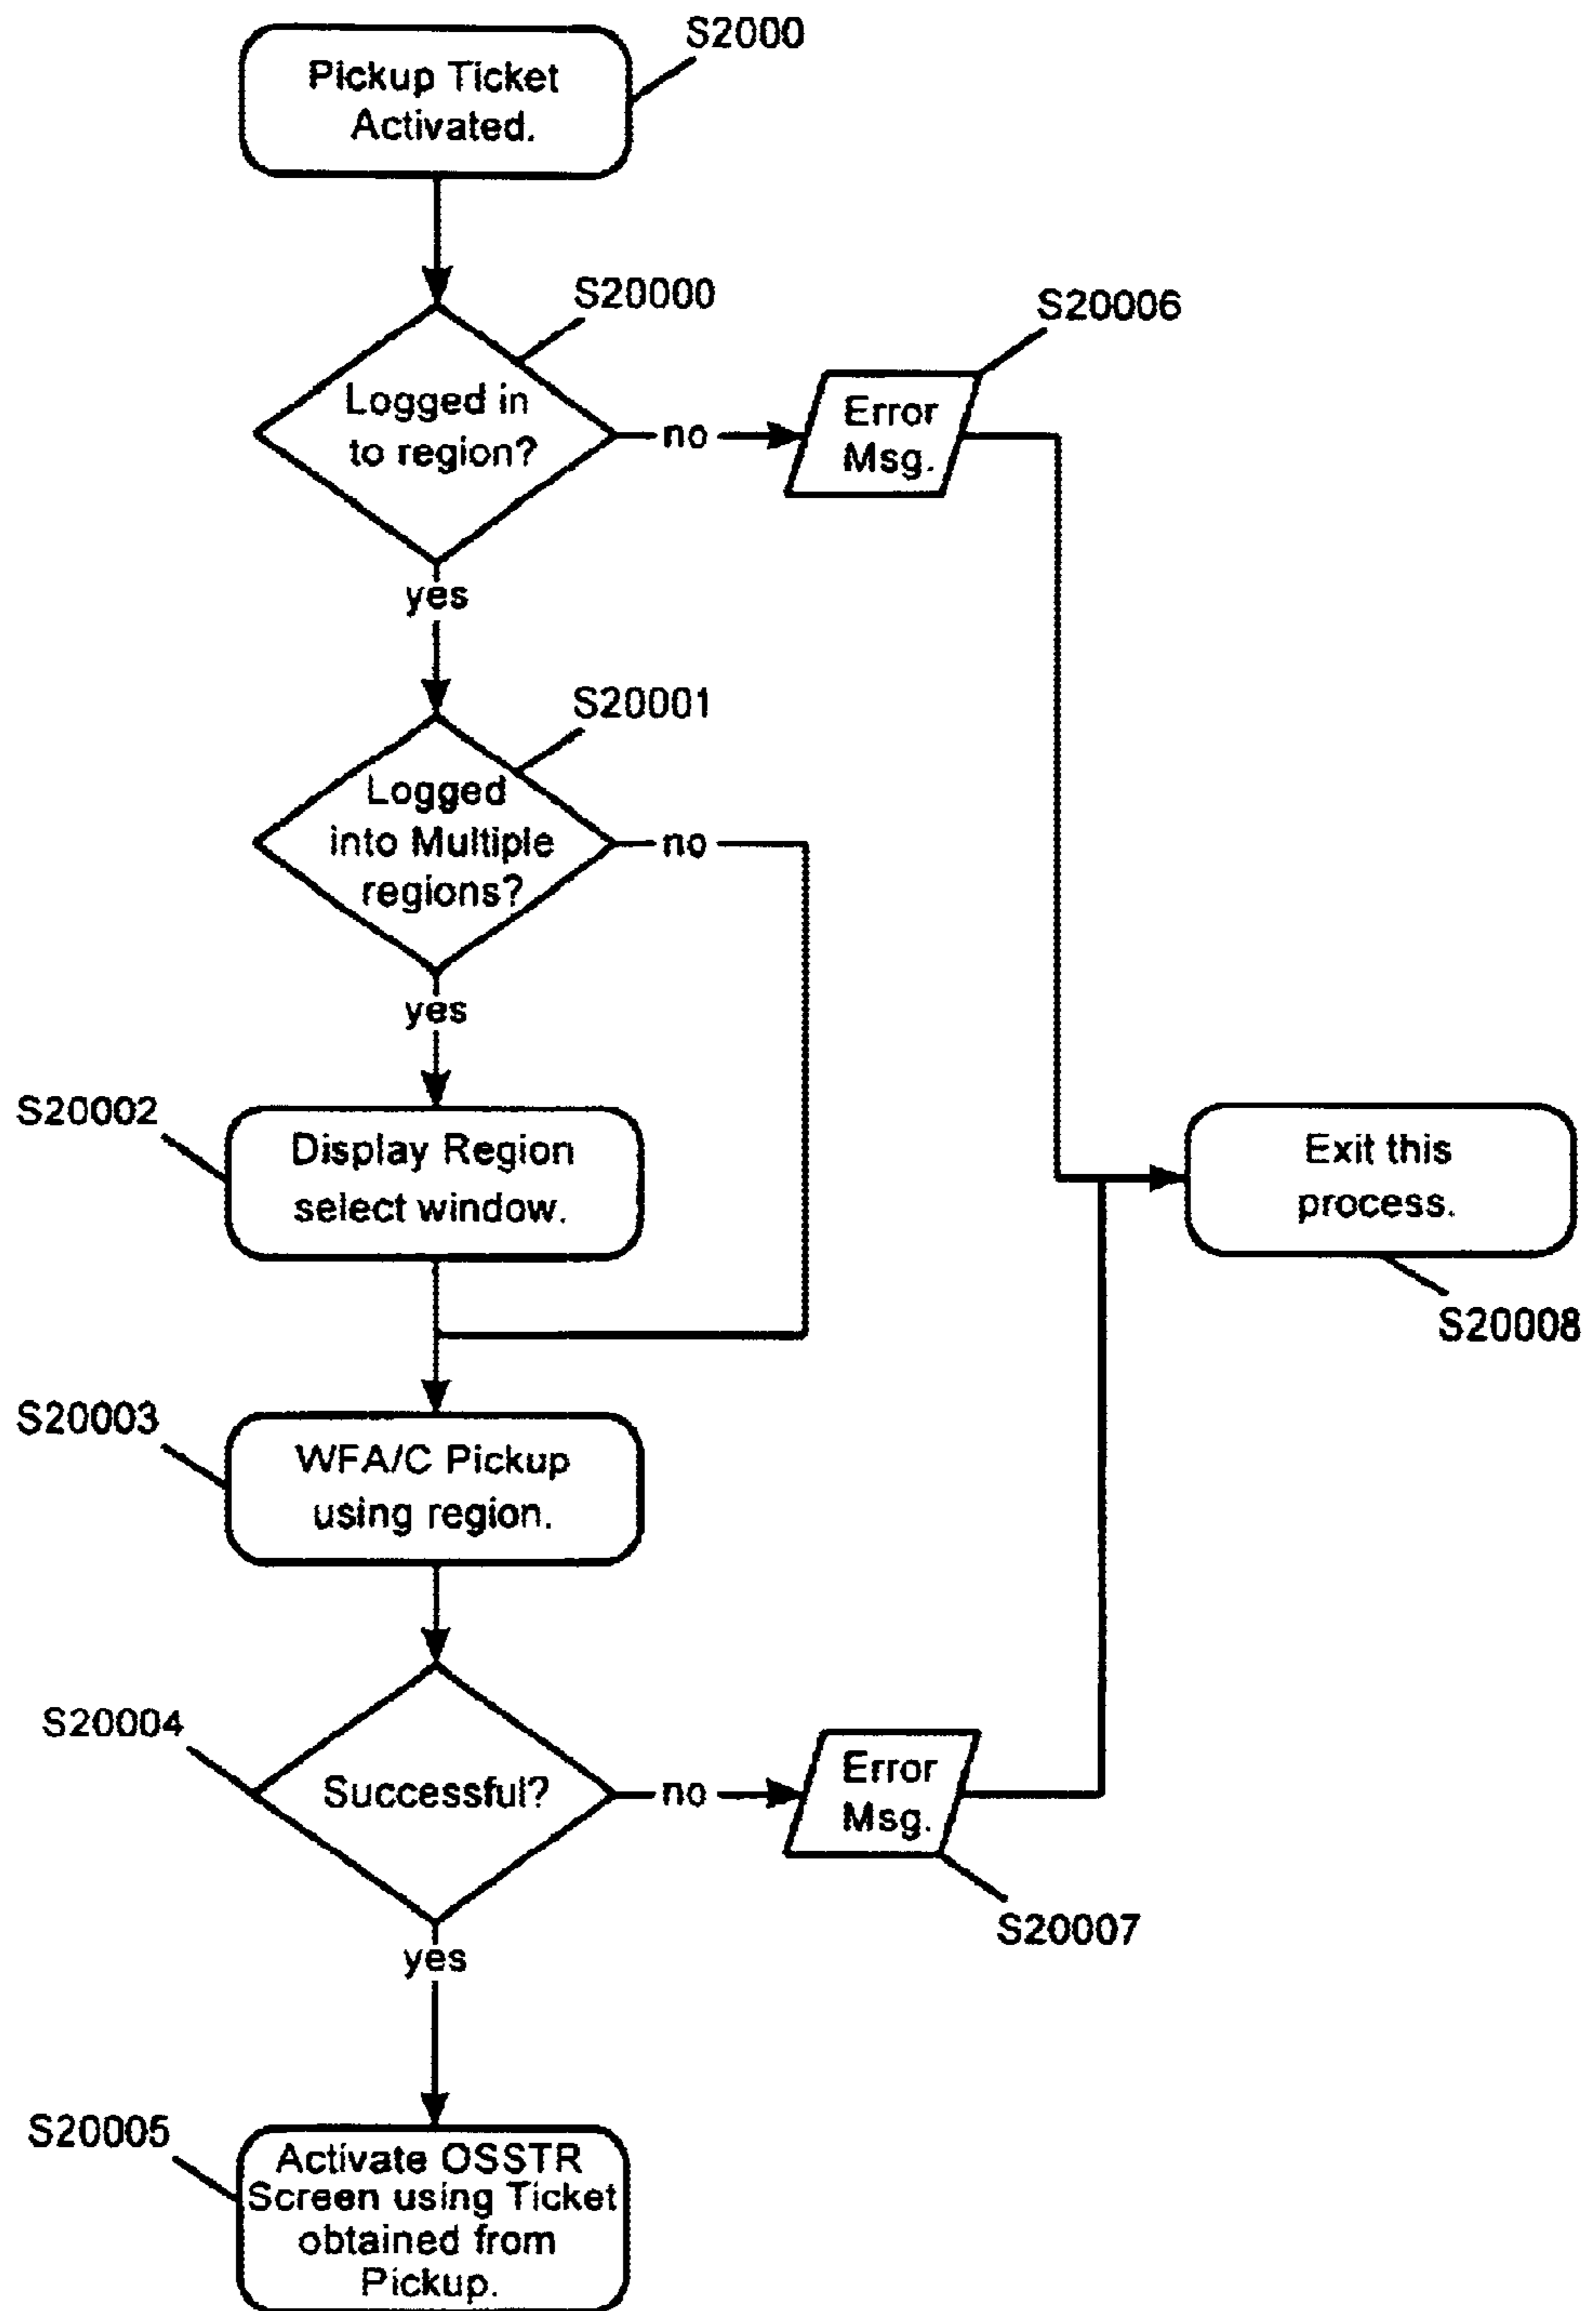 S2000
Pickup Ticket
Activated.
S20000
S20006
Logged in
to region?
no
Error
Msg.
yes
S20001
Logged
into Multiple
regions?
no
yes
S20002
Display Region
select window.
Exit this
process.
S20008
S20003
WFA/C Pickup
using region.
S20004
Successful?
no
Error
Msg.
S20007
yes
S20005
Activate OSSTR
Screen using Ticket
obtained from
Pickup.